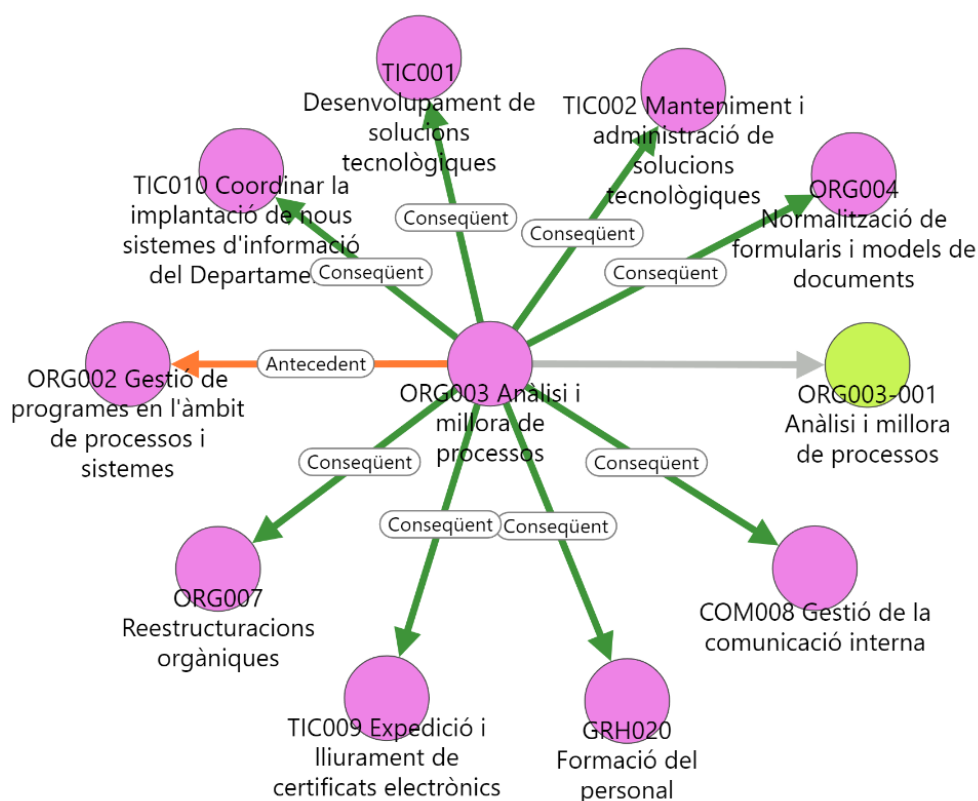 TIC001
Desenvolupament de
solucions
tecnològiques
TIC002 Manteniment i
administració de
solucions
tecnològiques
TIC010 Coordinar la
implantació de nous
sistemes d'informació
del Departame
ORG004
Normalització de
formularis i models de
documents
Conseqüent
Conseqüent
Conseqüent
Conseqüent
Antecedent
ORG002 Gestió de
programes en l'àmbit
de processos i
sistemes
ORG003 Anàlisi i
millora de
processos
ORG003-001
Anàlisi i millora
de processos
Conseqüent
Conseqüent
Conseqüent
Conseqüent
ORG007
Reestructuracions
orgàniques
COM008 Gestió de la
comunicació interna
TIC009 Expedició i
lliurament de
certificats electrònics
GRH020
Formació del
personal